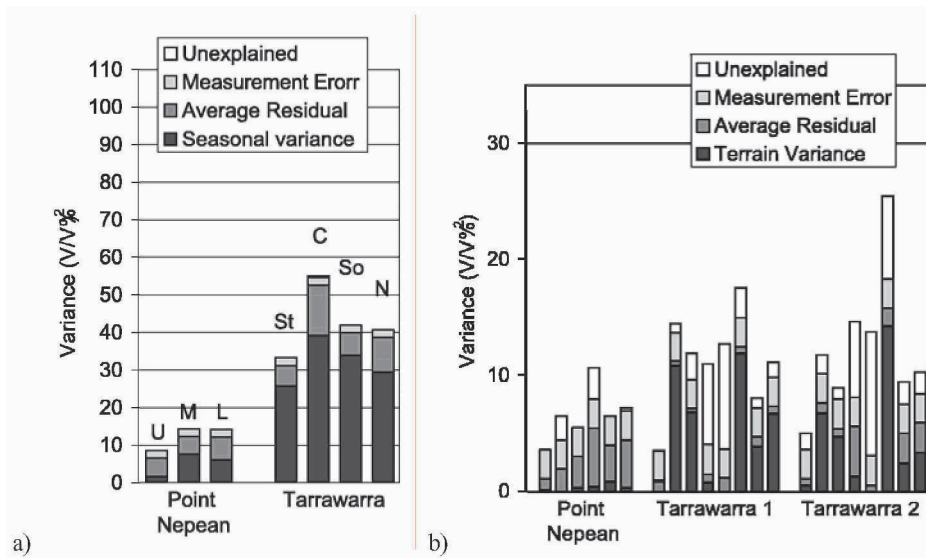 Unexplained
Measurement Erorr
Average Residual
Seasonal variance
110
100
90
80
70
60
50
40
30
20
10
0
Variance (V/V%²)
U
M
L
St
C
So
N
Point
Nepean
Tarrawarra
a)
Unexplained
Measurement Error
Average Residual
Terrain Variance
30
20
10
0
Variance (V/V%²)
Point
Nepean
Tarrawarra 1
Tarrawarra 2
b)